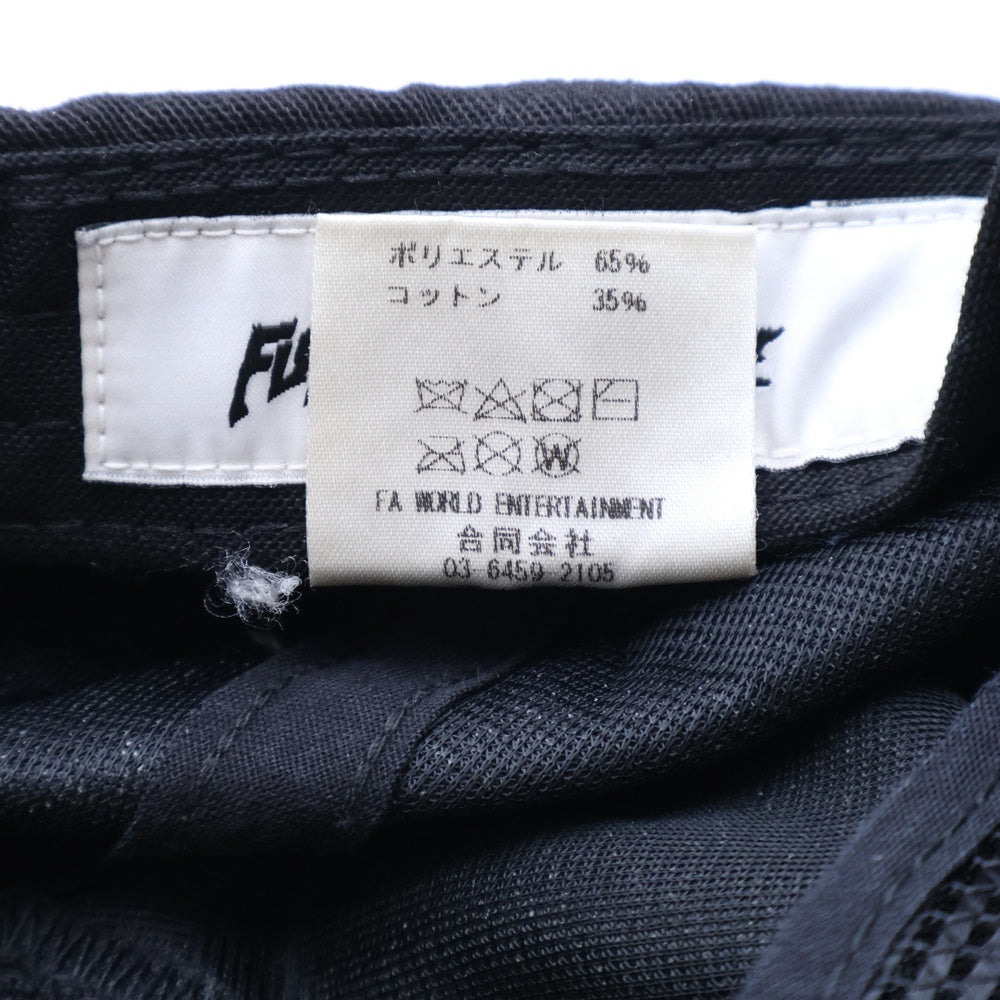 ポリエステル 65%
コットン 35%
FU
E
W
FA WORLD ENTERTAINMENT
合同会社
03-6459 2105